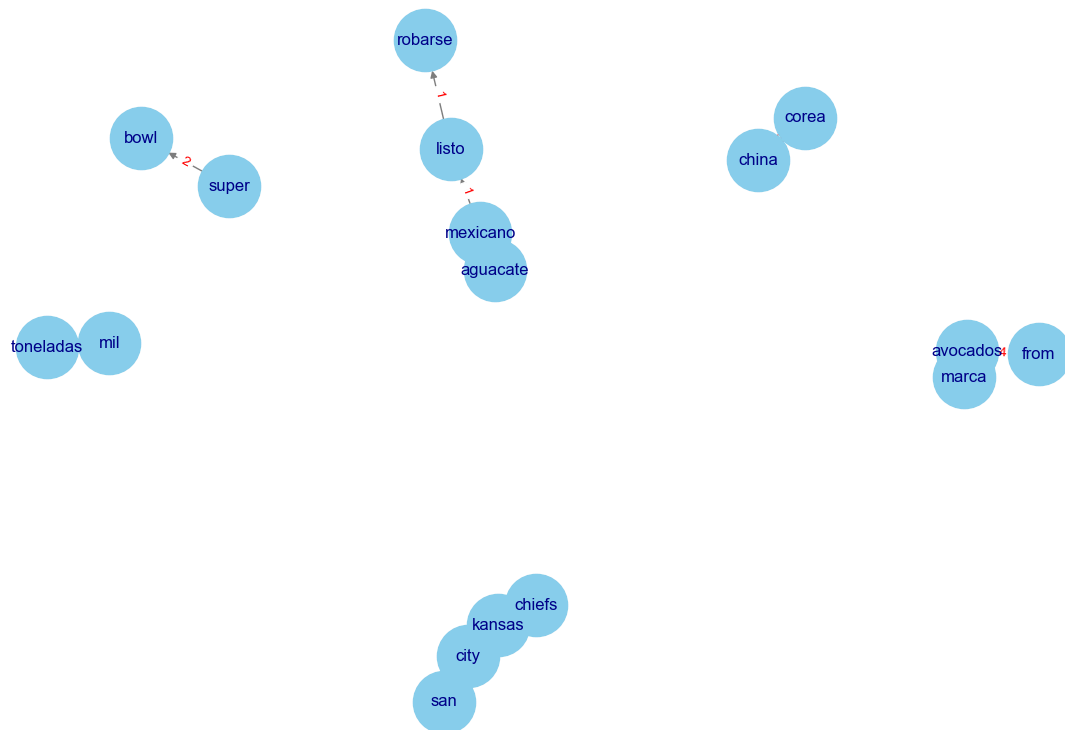 robarse
1
listo
1
mexicano
aguacate
bowl
2
super
corea
china
toneladas
mil
avocados
4
from
marca
chiefs
kansas
city
san